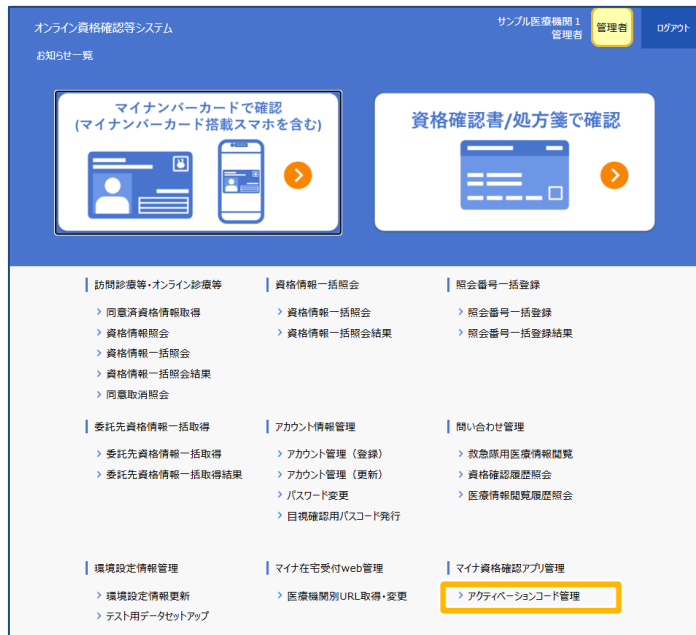 オンライン資格確認等システム
サンプル医療機関1
管理者
管理者
ログアウト
お知らせ一覧
マイナンバーカードで確認
(マイナンバーカード搭載スマホを含む)
資格確認書/処方箋で確認
訪問診療等・オンライン診療等
同意済資格情報取得
資格情報照会
資格情報一括照会
資格情報一括照会結果
同意取消照会
資格情報一括照会
資格情報一括照会
資格情報一括照会結果
照会番号一括登録
照会番号一括登録
照会番号一括登録結果
委託先資格情報一括取得
委託先資格情報一括取得
委託先資格情報一括取得結果
アカウント情報管理
アカウント管理（登録）
アカウント管理（更新）
パスワード変更
目視確認用パスコード発行
問い合わせ管理
救急隊用医療情報閲覧
資格確認履歴照会
医療情報閲覧履歴照会
環境設定情報管理
環境設定情報更新
テスト用データセットアップ
マイナ在宅受付web管理
医療機関別URL取得・変更
マイナ資格確認アプリ管理
アクティベーションコード管理